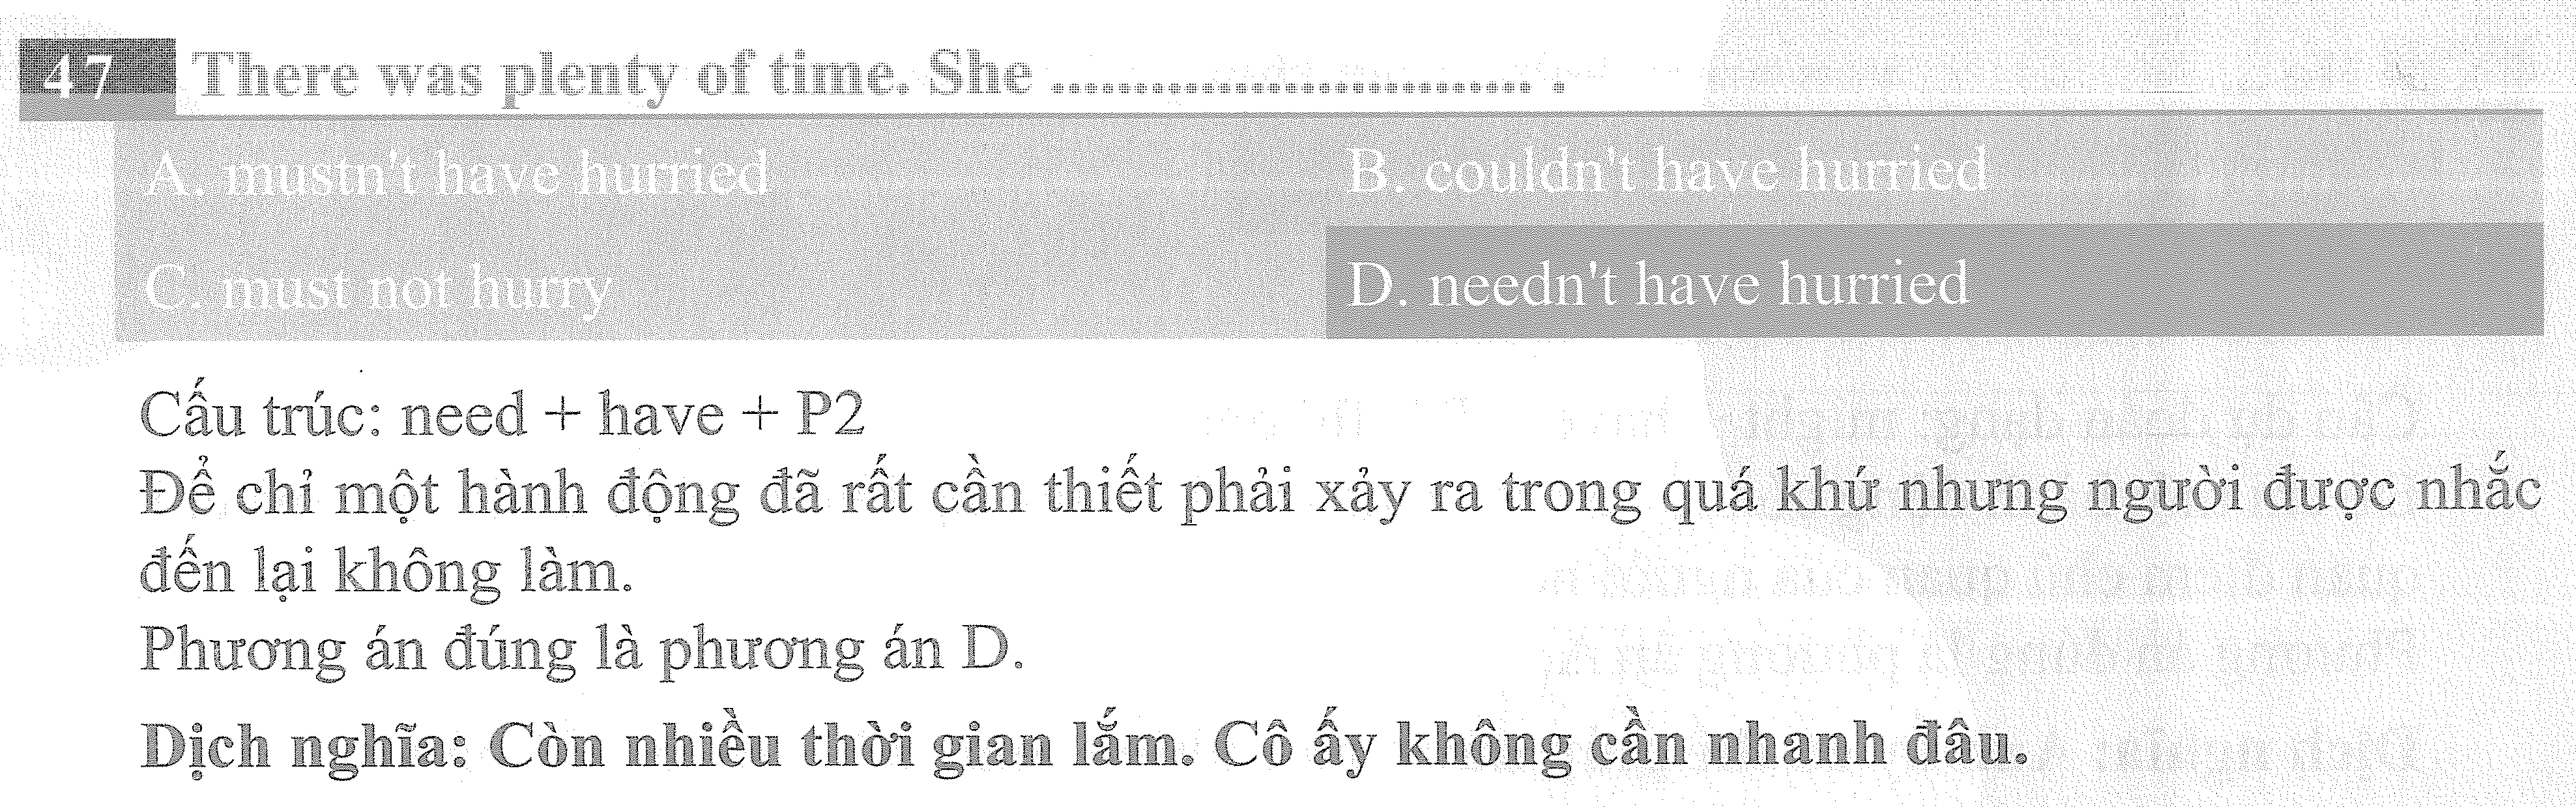 47 There was plenty of time. She .................................. .
A. mustn't have hurried B. couldn't have hurried
C. must not hurry D. needn't have hurried
Cấu trúc: need + have + P2
Để chỉ một hành động đã rất cần thiết phải xảy ra trong quá khứ nhưng người được nhắc
đến lại không làm.
Phương án đúng là phương án D.
Dịch nghĩa: Còn nhiều thời gian lắm. Cô ấy không cần nhanh đâu.